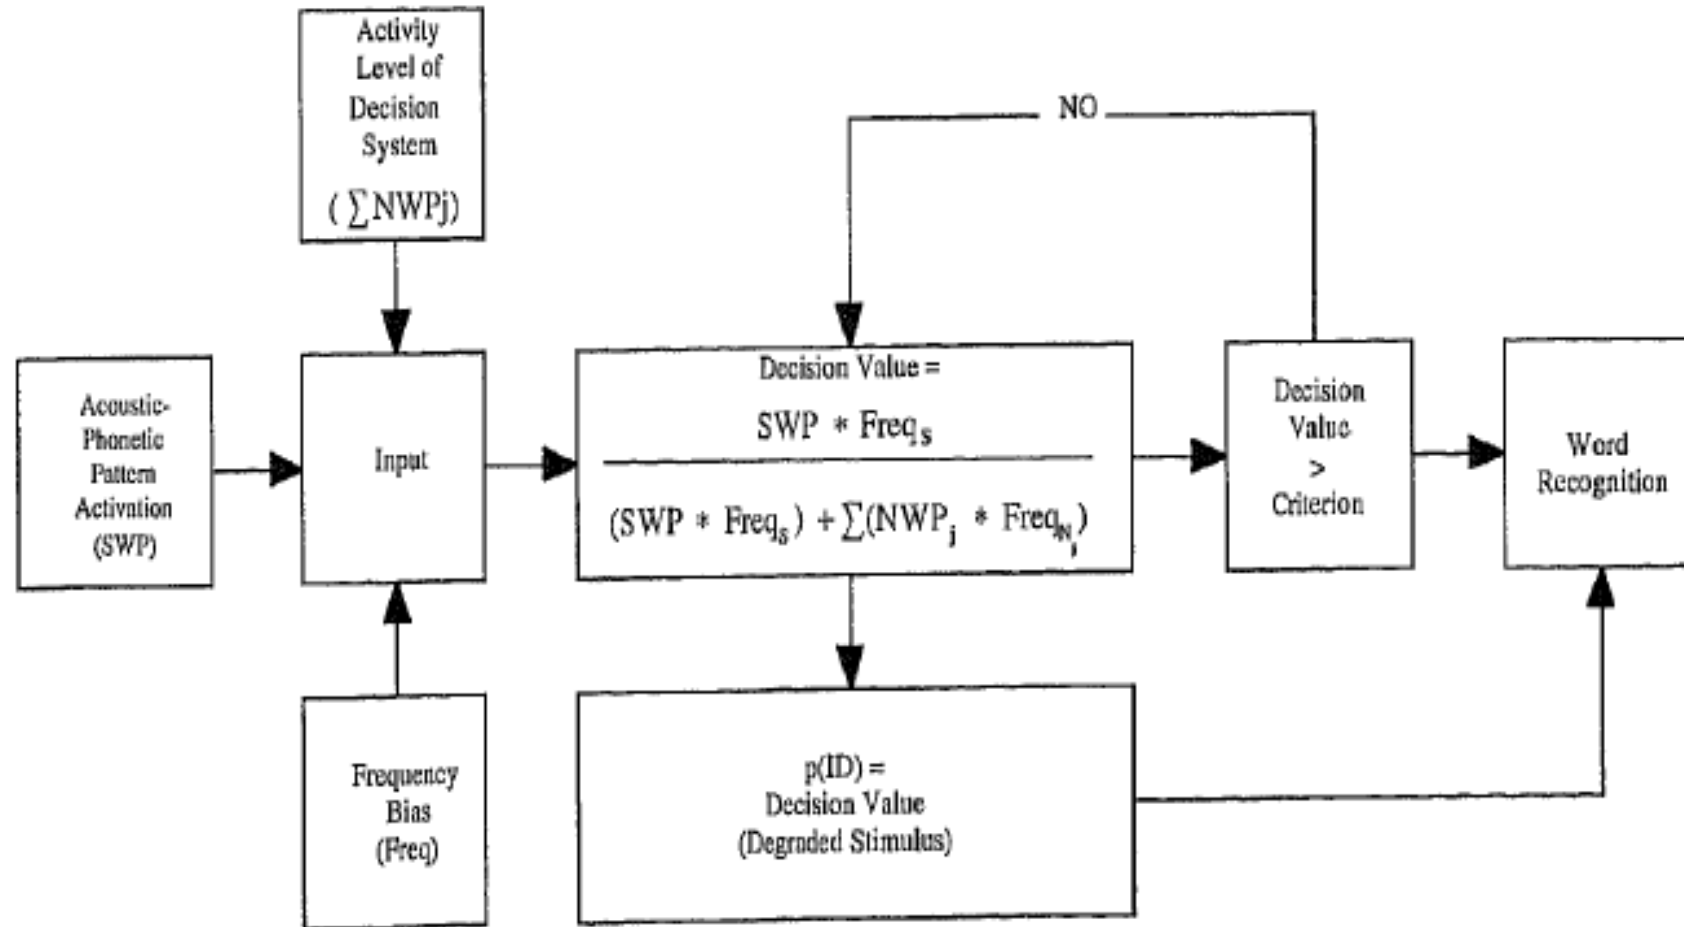 Activity
Level of
Decision
System
( ∑NWPj)
NO
Acoustic-
Phonetic
Pattern
Activation
(SWP)
Input
Decision Value =
SWP * Freqₛ
(SWP * Freqₛ) + ∑(NWPⱼ * Freq_Nⱼ)
Decision
Value
>
Criterion
Word
Recognition
Frequency
Bias
(Freq)
p(ID) =
Decision Value
(Degraded Stimulus)